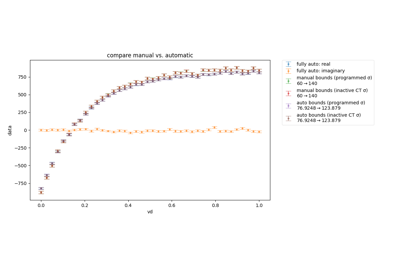 compare manual vs. automatic
data
750
500
250
0
−250
−500
−750
0.0 0.2 0.4 0.6 0.8 1.0
vd
fully auto: real
fully auto: imaginary
manual bounds (programmed σ)
60→140
manual bounds (inactive CT σ)
60→140
auto bounds (programmed σ)
76.9248→123.879
auto bounds (inactive CT σ)
76.9248→123.879